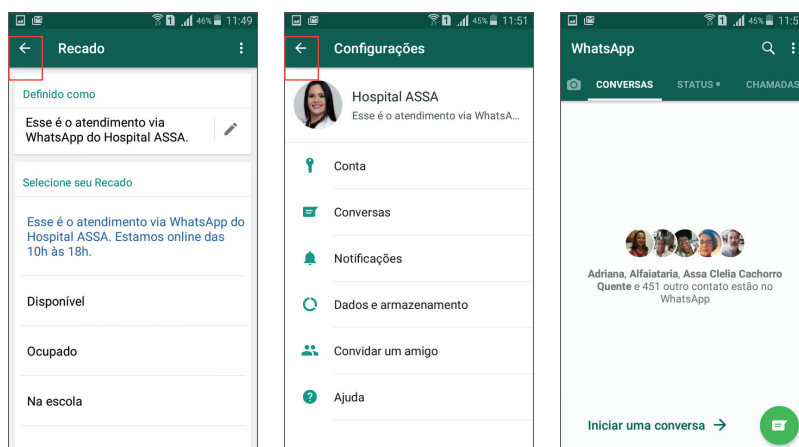 46% 11:49
Recado
Definido como
Esse é o atendimento via
WhatsApp do Hospital ASSA.
Selecione seu Recado
Esse é o atendimento via WhatsApp do
Hospital ASSA. Estamos online das
10h às 18h.
Disponível
Ocupado
Na escola
45% 11:51
Configurações
Hospital ASSA
Esse é o atendimento via WhatsA...
Conta
Conversas
Notificações
Dados e armazenamento
Convidar um amigo
Ajuda
45% 11:5
WhatsApp
CONVERSAS STATUS CHAMADAS
Adriana, Alfaiataria, Assa Clelia Cachorro
Quente e 451 outro contato estão no
WhatsApp
Iniciar uma conversa